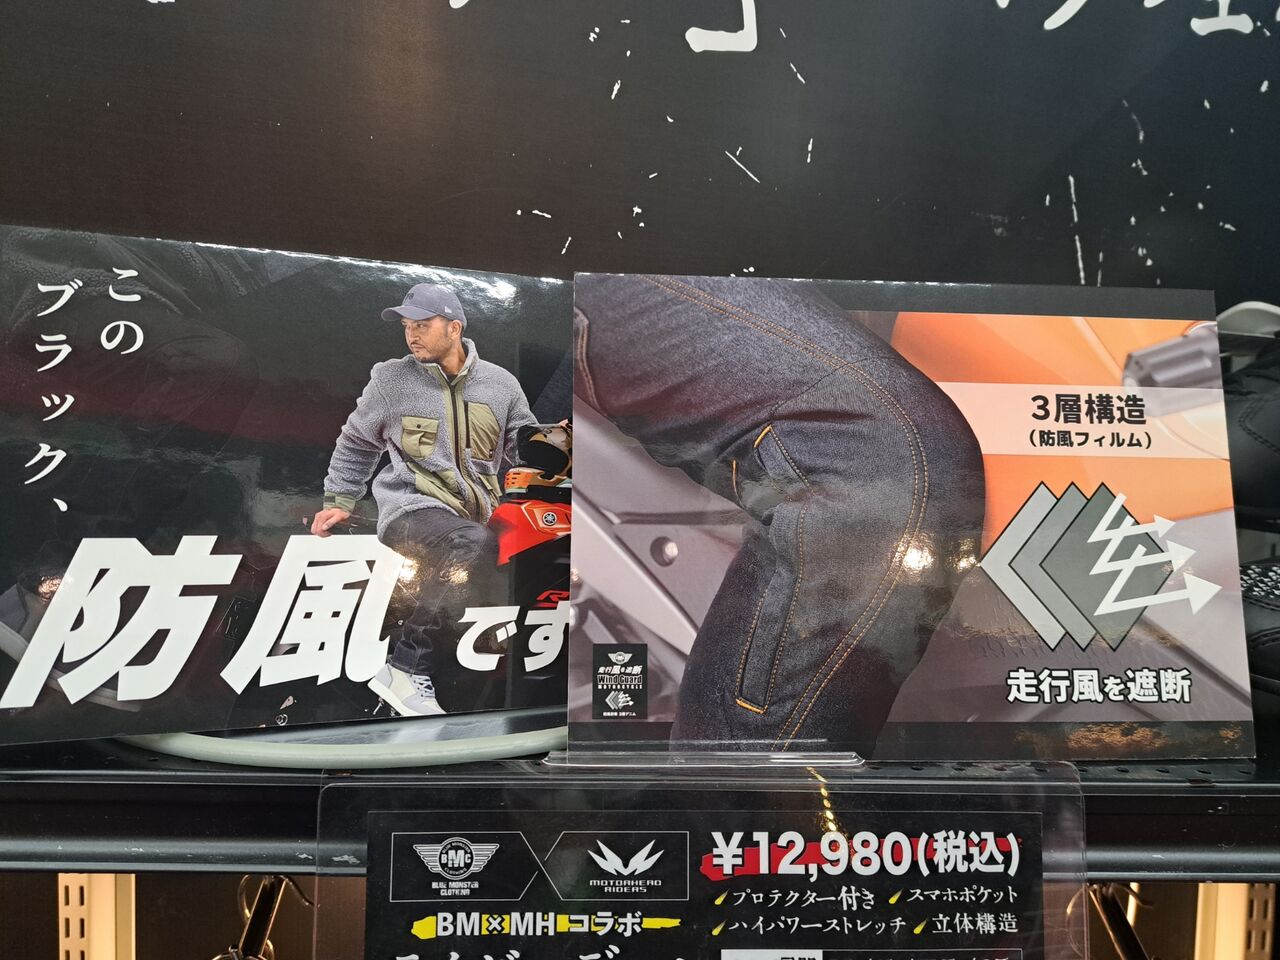 この
ブラック、
防風です
3層構造
(防風フィルム)
走行風を遮断
走行風を遮断
Wind Guard
MOTORCYCLE
BMC
BLUE MONSTER
CLOTHING
MOTORHEAD
RIDERS
BM×MH コラボ
¥12,980(税込)
プロテクター付き スマホポケット
ハイパワーストレッチ 立体構造